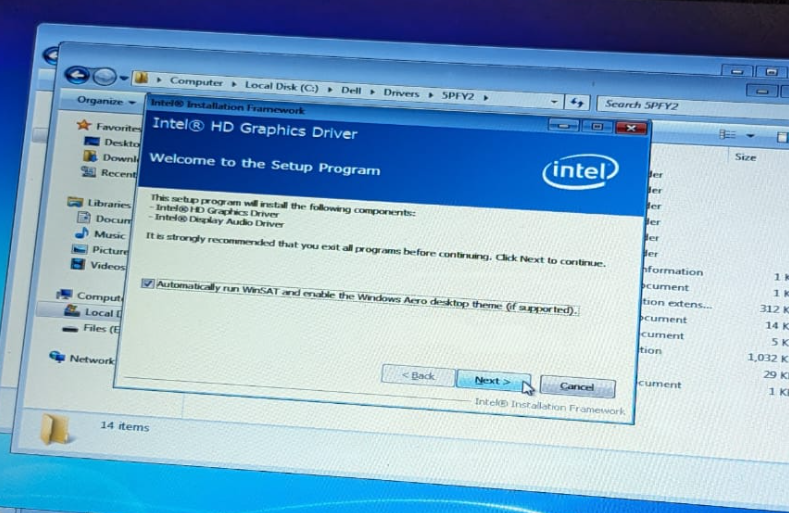 Computer ▸ Local Disk (C:) ▸ Dell ▸ Drivers ▸ 5PFY2 ▸
Search 5PFY2
Organize
Intel® Installation Framework
Intel® HD Graphics Driver
Welcome to the Setup Program
intel
This setup program will install the following components:
- Intel® HD Graphics Driver
- Intel® Display Audio Driver
It is strongly recommended that you exit all programs before continuing. Click Next to continue.
Automatically run WinSAT and enable the Windows Aero desktop theme (if supported).
< Back
Next >
Cancel
Intel® Installation Framework
Favorites
Deskto
Downl
Recent
Libraries
Docum
Music
Picture
Videos
Compute
Local D
Files (E
Network
Size
der
der
der
der
der
nformation
ocument
1 K
tion extens...
1 K
ocument
312 K
ocument
14 K
tion
5 K
1,032 K
ocument
29 K
1 K
14 items